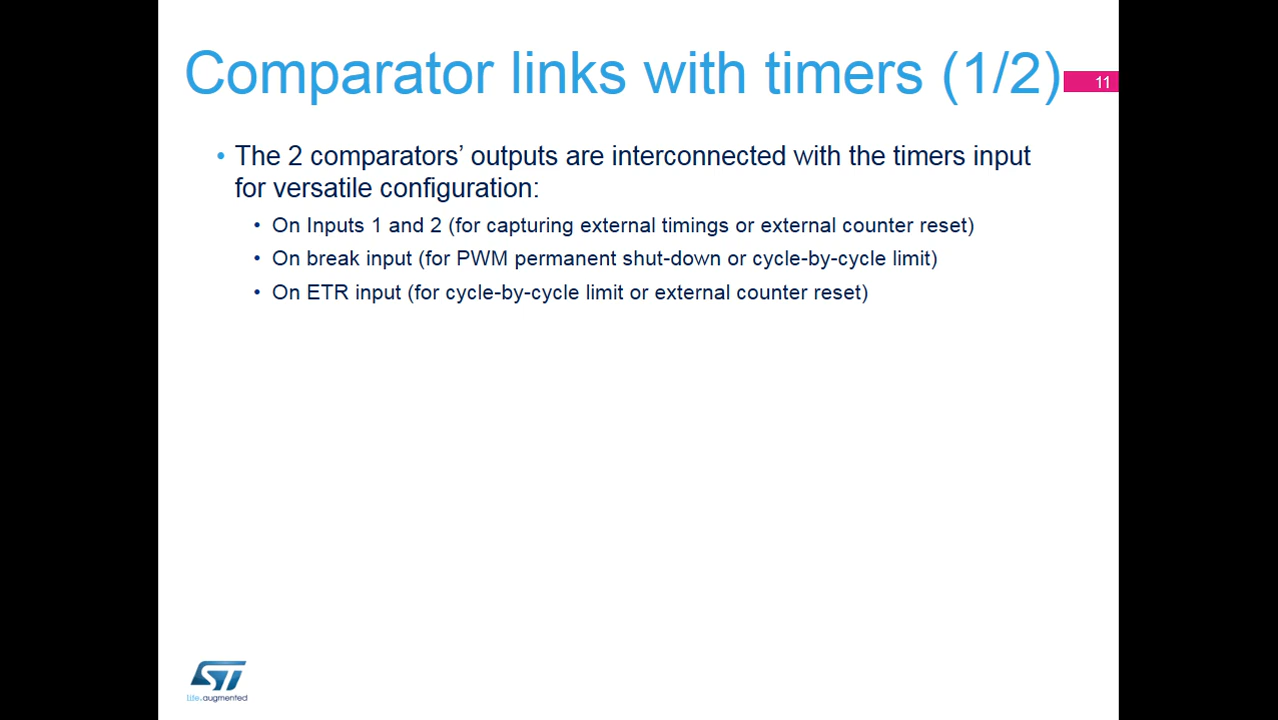 Comparator links with timers (1/2)
11
• The 2 comparators’ outputs are interconnected with the timers input
for versatile configuration:
• On Inputs 1 and 2 (for capturing external timings or external counter reset)
• On break input (for PWM permanent shut-down or cycle-by-cycle limit)
• On ETR input (for cycle-by-cycle limit or external counter reset)
ST
life.augmented